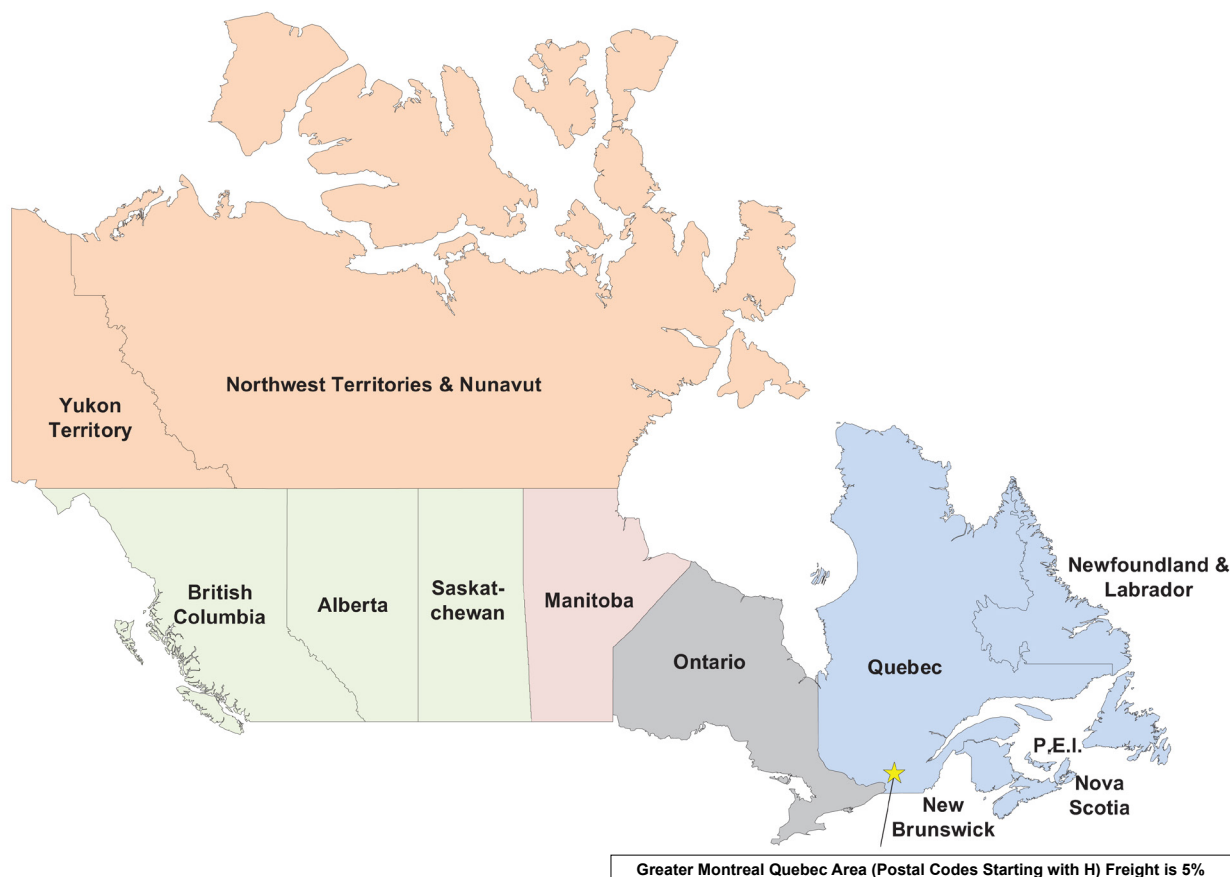 Northwest Territories & Nunavut
Yukon
Territory
British
Columbia
Alberta
Saskat-
chewan
Manitoba
Ontario
Quebec
Newfoundland &
Labrador
P.E.I.
Nova
Scotia
New
Brunswick
Greater Montreal Quebec Area (Postal Codes Starting with H) Freight is 5%